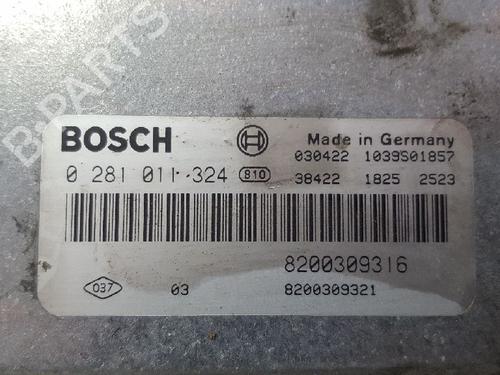 BOSCH
Made in Germany
030422 1039S01857
0 281 011-324 810
38422 1825 2523
8200309316
037 03 8200309321
B-PARTS